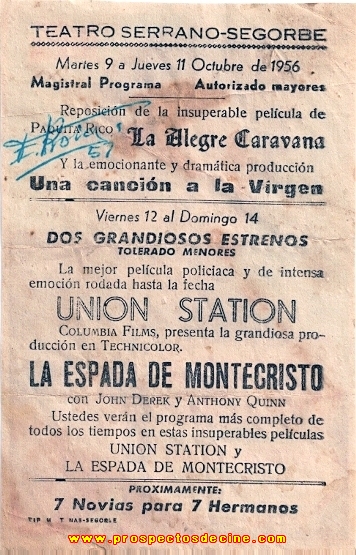 TEATRO SERRANO-SEGORBE
Martes 9 a Jueves 11 Octubre de 1956
Magistral Programa Autorizado mayores
Reposición de la insuperable película de
PAQUITA RICO
La Alegre Caravana
Y la emocionante y dramática producción
Una canción a la Virgen
Viernes 12 al Domingo 14
DOS GRANDIOSOS ESTRENOS
TOLERADO MENORES
La mejor película policiaca y de intensa
emoción rodada hasta la fecha
UNION STATION
COLUMBIA FILMS, presenta la grandiosa pro-
ducción en TECHNICOLOR.
LA ESPADA DE MONTECRISTO
con JOHN DEREK y ANTHONY QUINN
Ustedes verán el programa más completo de
todos los tiempos en estas insuperables películas
UNION STATION y
LA ESPADA DE MONTECRISTO
PROXIMAMENTE:
7 Novias para 7 Hermanos
www.prospectosdecine.com